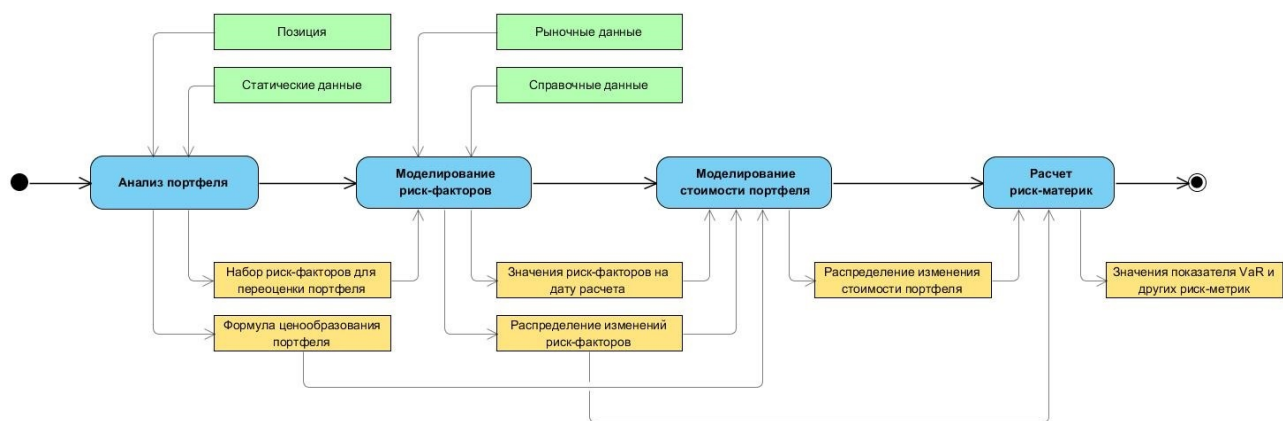 Позиция
Рыночные данные
Статические данные
Справочные данные
Анализ портфеля
Моделирование
риск-факторов
Моделирование
стоимости портфеля
Расчет
риск-материк
Набор риск-факторов для
переоценки портфеля
Значения риск-факторов на
дату расчета
Распределение изменения
стоимости портфеля
Значения показателя VaR и
других риск-метрик
Формула ценообразования
портфеля
Распределение изменений
риск-факторов